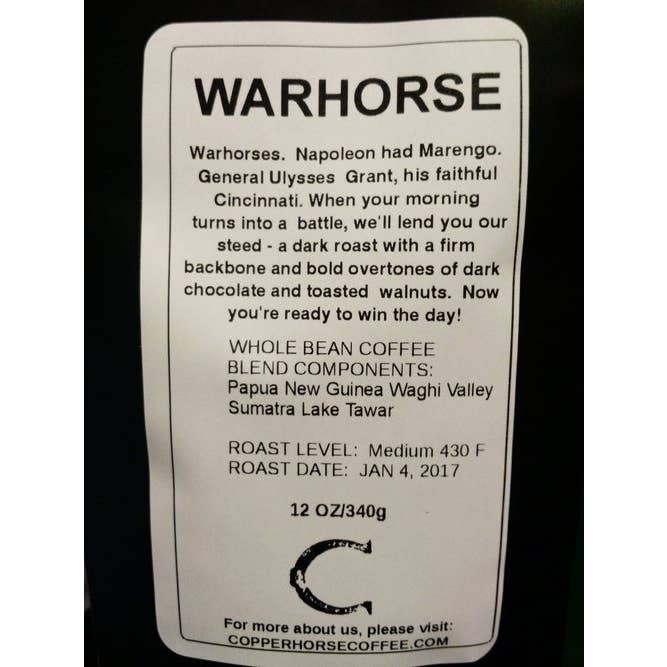 WARHORSE
Warhorses. Napoleon had Marengo.
General Ulysses Grant, his faithful
Cincinnati. When your morning
turns into a battle, we'll lend you our
steed - a dark roast with a firm
backbone and bold overtones of dark
chocolate and toasted walnuts. Now
you're ready to win the day!
WHOLE BEAN COFFEE
BLEND COMPONENTS:
Papua New Guinea Waghi Valley
Sumatra Lake Tawar
ROAST LEVEL: Medium 430 F
ROAST DATE: JAN 4, 2017
12 OZ/340g
C
For more about us, please visit:
COPPERHORSECOFFEE.COM